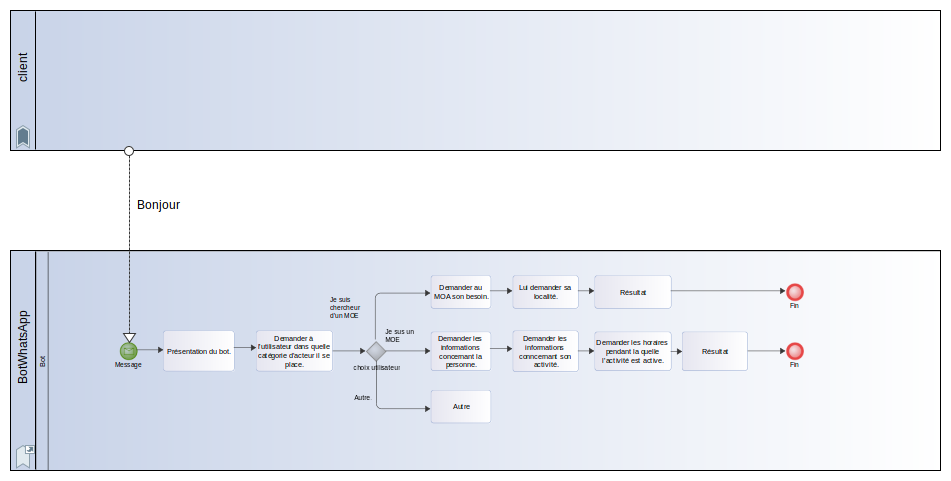 client
Bonjour
BotWhatsApp
Bot
Message
Présentation du bot.
Demander à
l'utilisateur dans quelle
catégorie d'acteur il se
place.
choix utilisateur
Je suis
chercheur
d'un MOE
Demander au
MOA son besoin.
Lui demander sa
localité.
Résultat
Fin
Je sus un
MOE
Demander les
informations
concernant la
personne.
Demander les
informations
conncernant son
activité.
Demander les horaires
pendant la quelle
l'activité est active.
Résultat
Fin
Autre
Autre